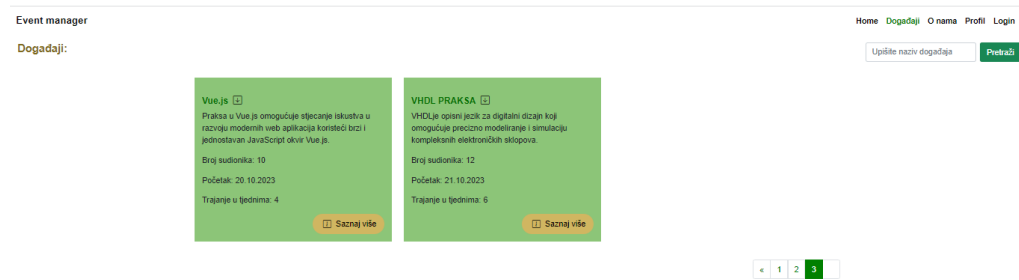 Event manager
Home Događaji O nama Profil Login
Događaji:
Upišite naziv događaja
Pretraži
Vue.js
Praksa u Vue.js omogućuje stjecanje iskustva u
razvoju modernih web aplikacija koristeći brzi i
jednostavan JavaScript okvir Vue.js.
Broj sudionika: 10
Početak: 20.10.2023
Trajanje u tjednima: 4
Saznaj više
VHDL PRAKSA
VHDLje opisni jezik za digitalni dizajn koji
omogućuje precizno modeliranje i simulaciju
kompleksnih elektroničkih sklopova.
Broj sudionika: 12
Početak: 21.10.2023
Trajanje u tjednima: 6
Saznaj više
« 1 2 3